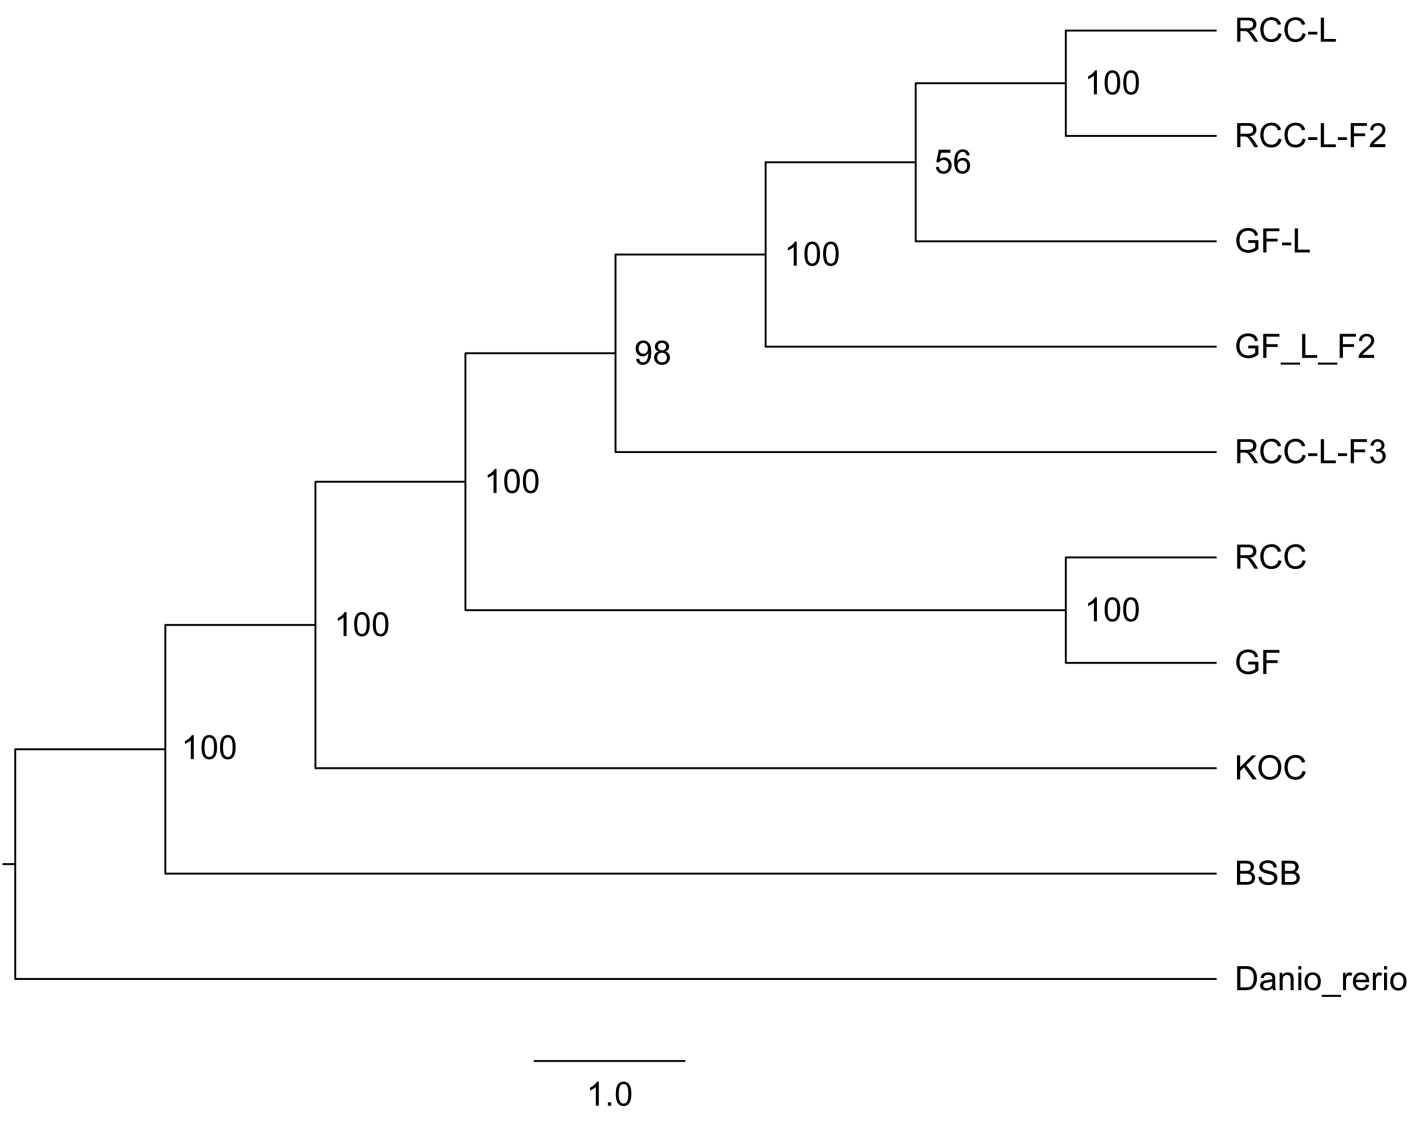 RCC-L
100
RCC-L-F2
56
GF-L
100
GF_L_F2
98
RCC-L-F3
100
RCC
100
GF
100
KOC
100
BSB
Danio_rerio
1.0